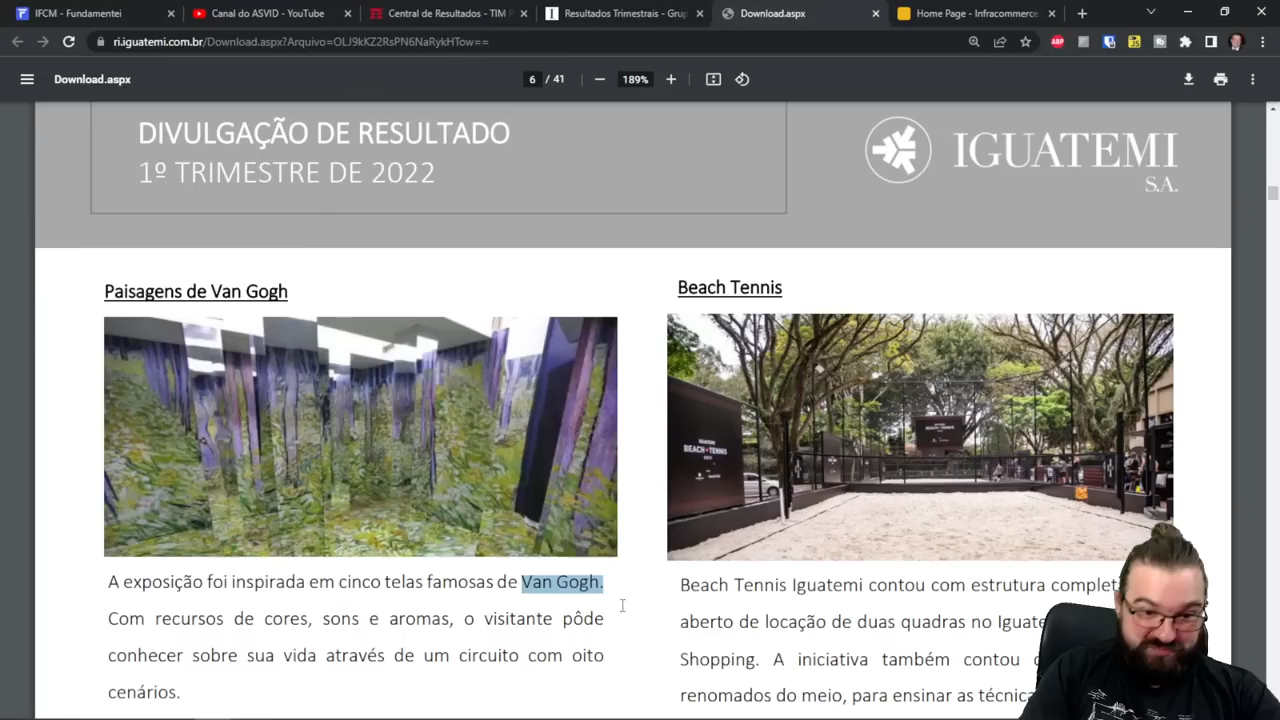 IFCM - Fundamentei
Canal do ASVID - YouTube
Central de Resultados - TIM
Resultados Trimestrais - Grup
Download.aspx
Home Page - Infracommerce
ri.iguatemi.com.br/Download.aspx?Arquivo=OLJ9kKZ2RsPN6NaRykHTow==
Download.aspx
6 / 41
189%
DIVULGAÇÃO DE RESULTADO
1º TRIMESTRE DE 2022
IGUATEMI
S.A.
Paisagens de Van Gogh
A exposição foi inspirada em cinco telas famosas de Van Gogh.
Com recursos de cores, sons e aromas, o visitante pôde
conhecer sobre sua vida através de um circuito com oito
cenários.
Beach Tennis
BEACH TENNIS
Beach Tennis Iguatemi contou com estrutura complet
aberto de locação de duas quadras no Iguate
Shopping. A iniciativa também contou
renomados do meio, para ensinar as técnica